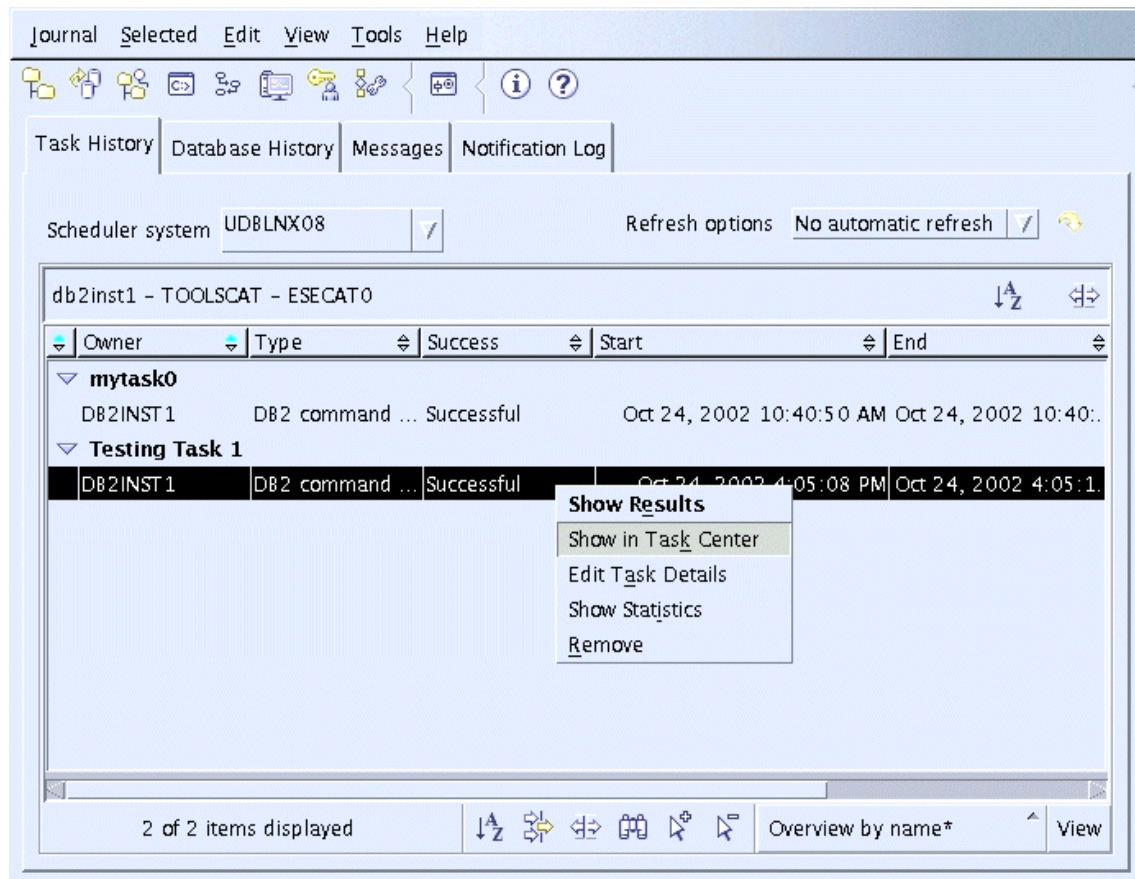 Journal Selected Edit View Tools Help
Task History Database History Messages Notification Log
Scheduler system UDBLNX08 Refresh options No automatic refresh
db2inst1 – TOOLSCAT – ESECAT0
Owner Type Success Start End
mytask0
DB2INST1 DB2 command ... Successful Oct 24, 2002 10:40:50 AM Oct 24, 2002 10:40:..
Testing Task 1
DB2INST1 DB2 command ... Successful Oct 24, 2002 4:05:08 PM Oct 24, 2002 4:05:1.
Show Results
Show in Task Center
Edit Task Details
Show Statistics
Remove
2 of 2 items displayed Overview by name* View